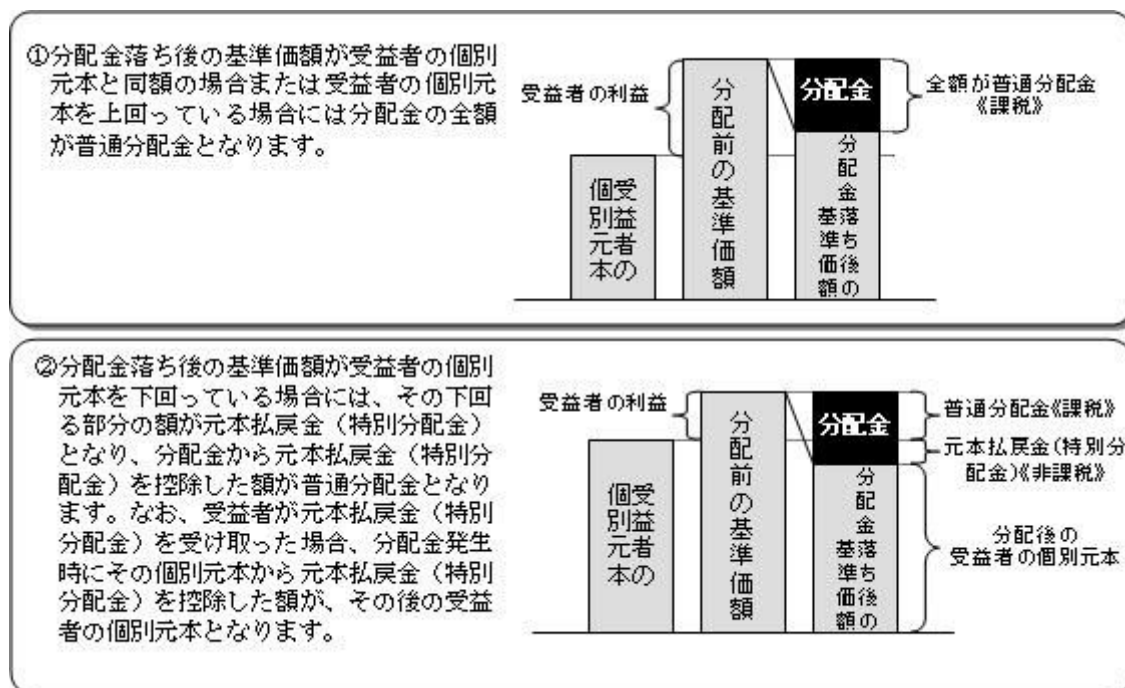 ①分配金落ち後の基準価額が受益者の個別
元本と同額の場合または受益者の個別元
本を上回っている場合には分配金の全額
が普通分配金となります。
受益者の利益
受益者の
個別元本
分配前の基準価額
分配金
分配金落ち後の
基準価額
全額が普通分配金
《課税》
②分配金落ち後の基準価額が受益者の個別
元本を下回っている場合には、その下回
る部分の額が元本払戻金（特別分配金）
となり、分配金から元本払戻金（特別分
配金）を控除した額が普通分配金となり
ます。なお、受益者が元本払戻金（特別
分配金）を受け取った場合、分配金発生
時にその個別元本から元本払戻金（特別
分配金）を控除した額が、その後の受益
者の個別元本となります。
受益者の利益
受益者の
個別元本
分配前の基準価額
分配金
分配金落ち後の
基準価額
普通分配金《課税》
元本払戻金(特別分
配金)《非課税》
分配後の
受益者の個別元本